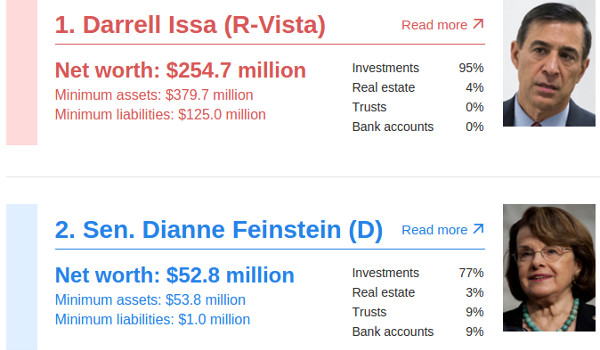 1. Darrell Issa (R-Vista)
Read more
Net worth: $254.7 million
Minimum assets: $379.7 million
Minimum liabilities: $125.0 million
Investments 95%
Real estate 4%
Trusts 0%
Bank accounts 0%
2. Sen. Dianne Feinstein (D)
Read more
Net worth: $52.8 million
Minimum assets: $53.8 million
Minimum liabilities: $1.0 million
Investments 77%
Real estate 3%
Trusts 9%
Bank accounts 9%